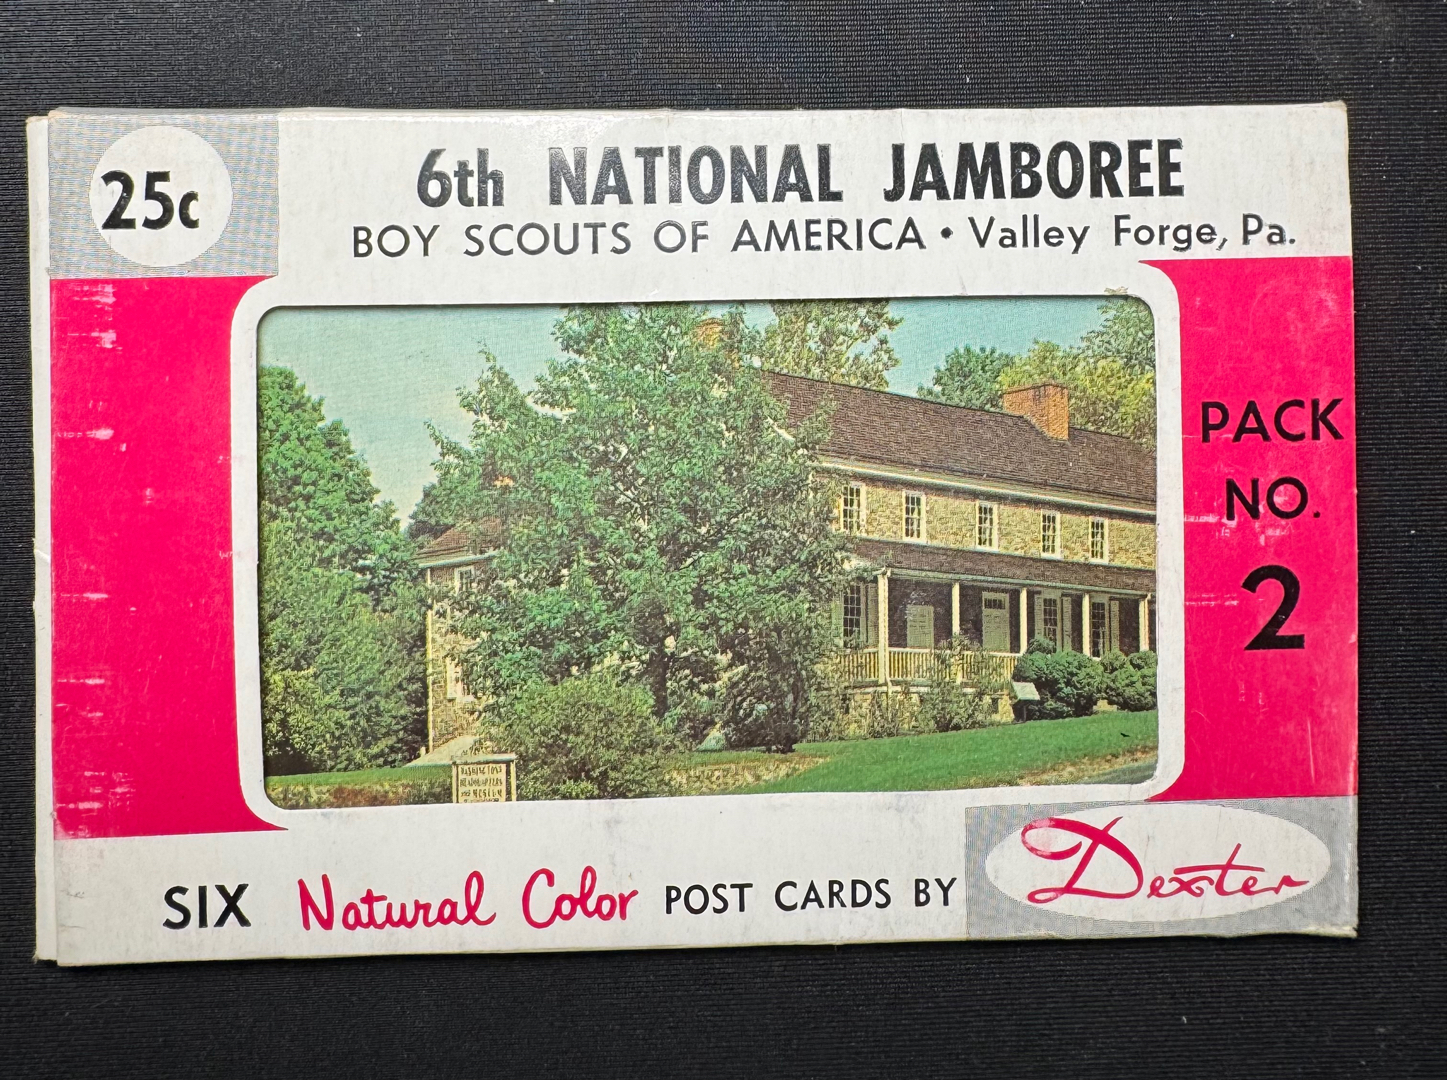 25c
6th NATIONAL JAMBOREE
BOY SCOUTS OF AMERICA • Valley Forge, Pa.
PACK
NO.
2
SIX Natural Color POST CARDS BY Dexter